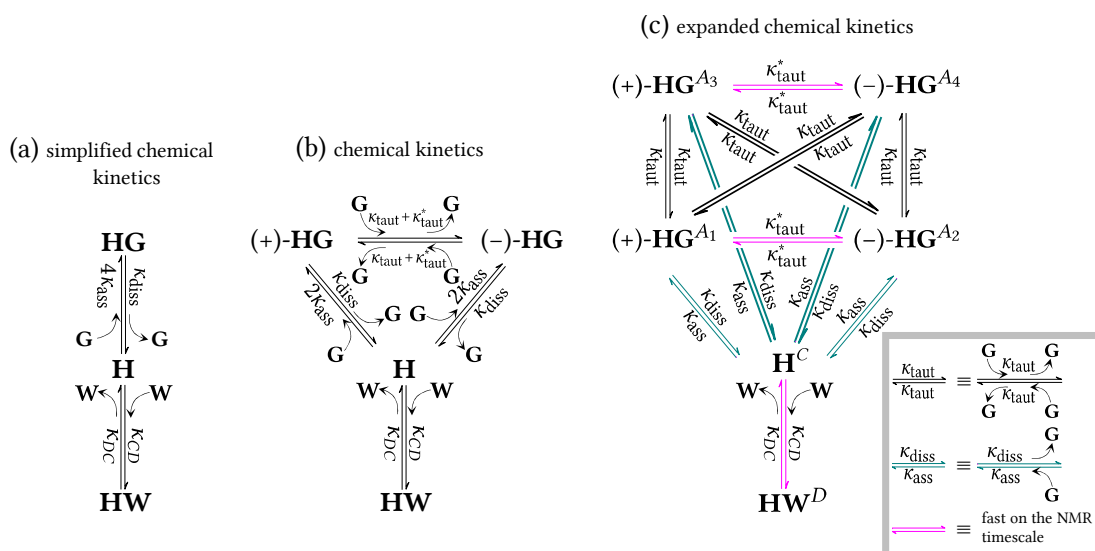 (a) simplified chemical
kinetics
HG
4κass
κdiss
G
G
H
W
W
κDC
κCD
HW
(b) chemical kinetics
G
G
κtaut + κ*taut
(+)-HG
(−)-HG
κtaut + κ*taut
G
G
κdiss
2κass
G
G
2κass
κdiss
G
G
H
W
W
κDC
κCD
HW
(c) expanded chemical kinetics
(+)-HG^A3
κ*taut
κ*taut
(−)-HG^A4
κtaut
κtaut
κtaut
κtaut
κtaut
κtaut
κtaut
κtaut
(+)-HG^A1
κ*taut
κ*taut
(−)-HG^A2
κdiss
κass
κdiss
κass
κass
κdiss
κass
κdiss
H^C
W
W
κDC
κCD
HW^D
κtaut
κtaut
≡
G
κtaut
G
G
κtaut
G
κdiss
κass
≡
κdiss
κass
G
G
≡
fast on the NMR
timescale